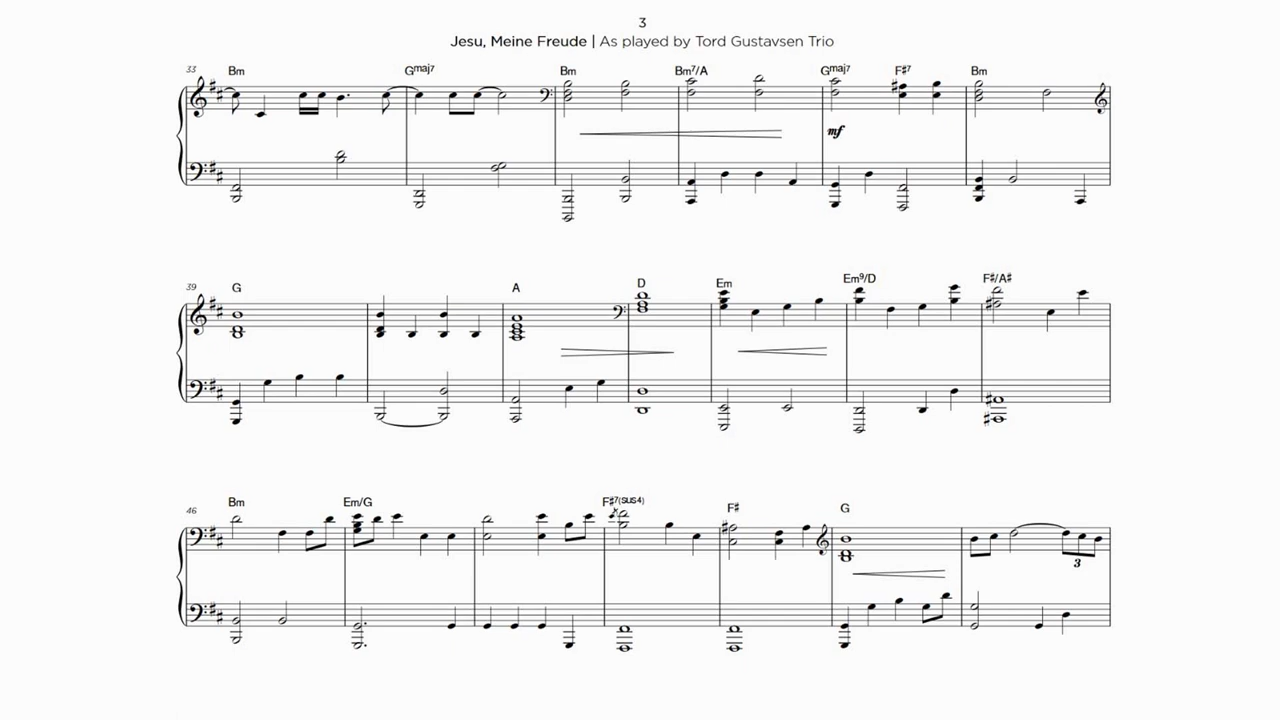 3
Jesu, Meine Freude | As played by Tord Gustavsen Trio
33 Bm Gmaj7 Bm Bm7/A Gmaj7 F#7 Bm
mf
39 G A D Em Em9/D F#/A#
46 Bm Em/G F#7(sus4) F# G
3